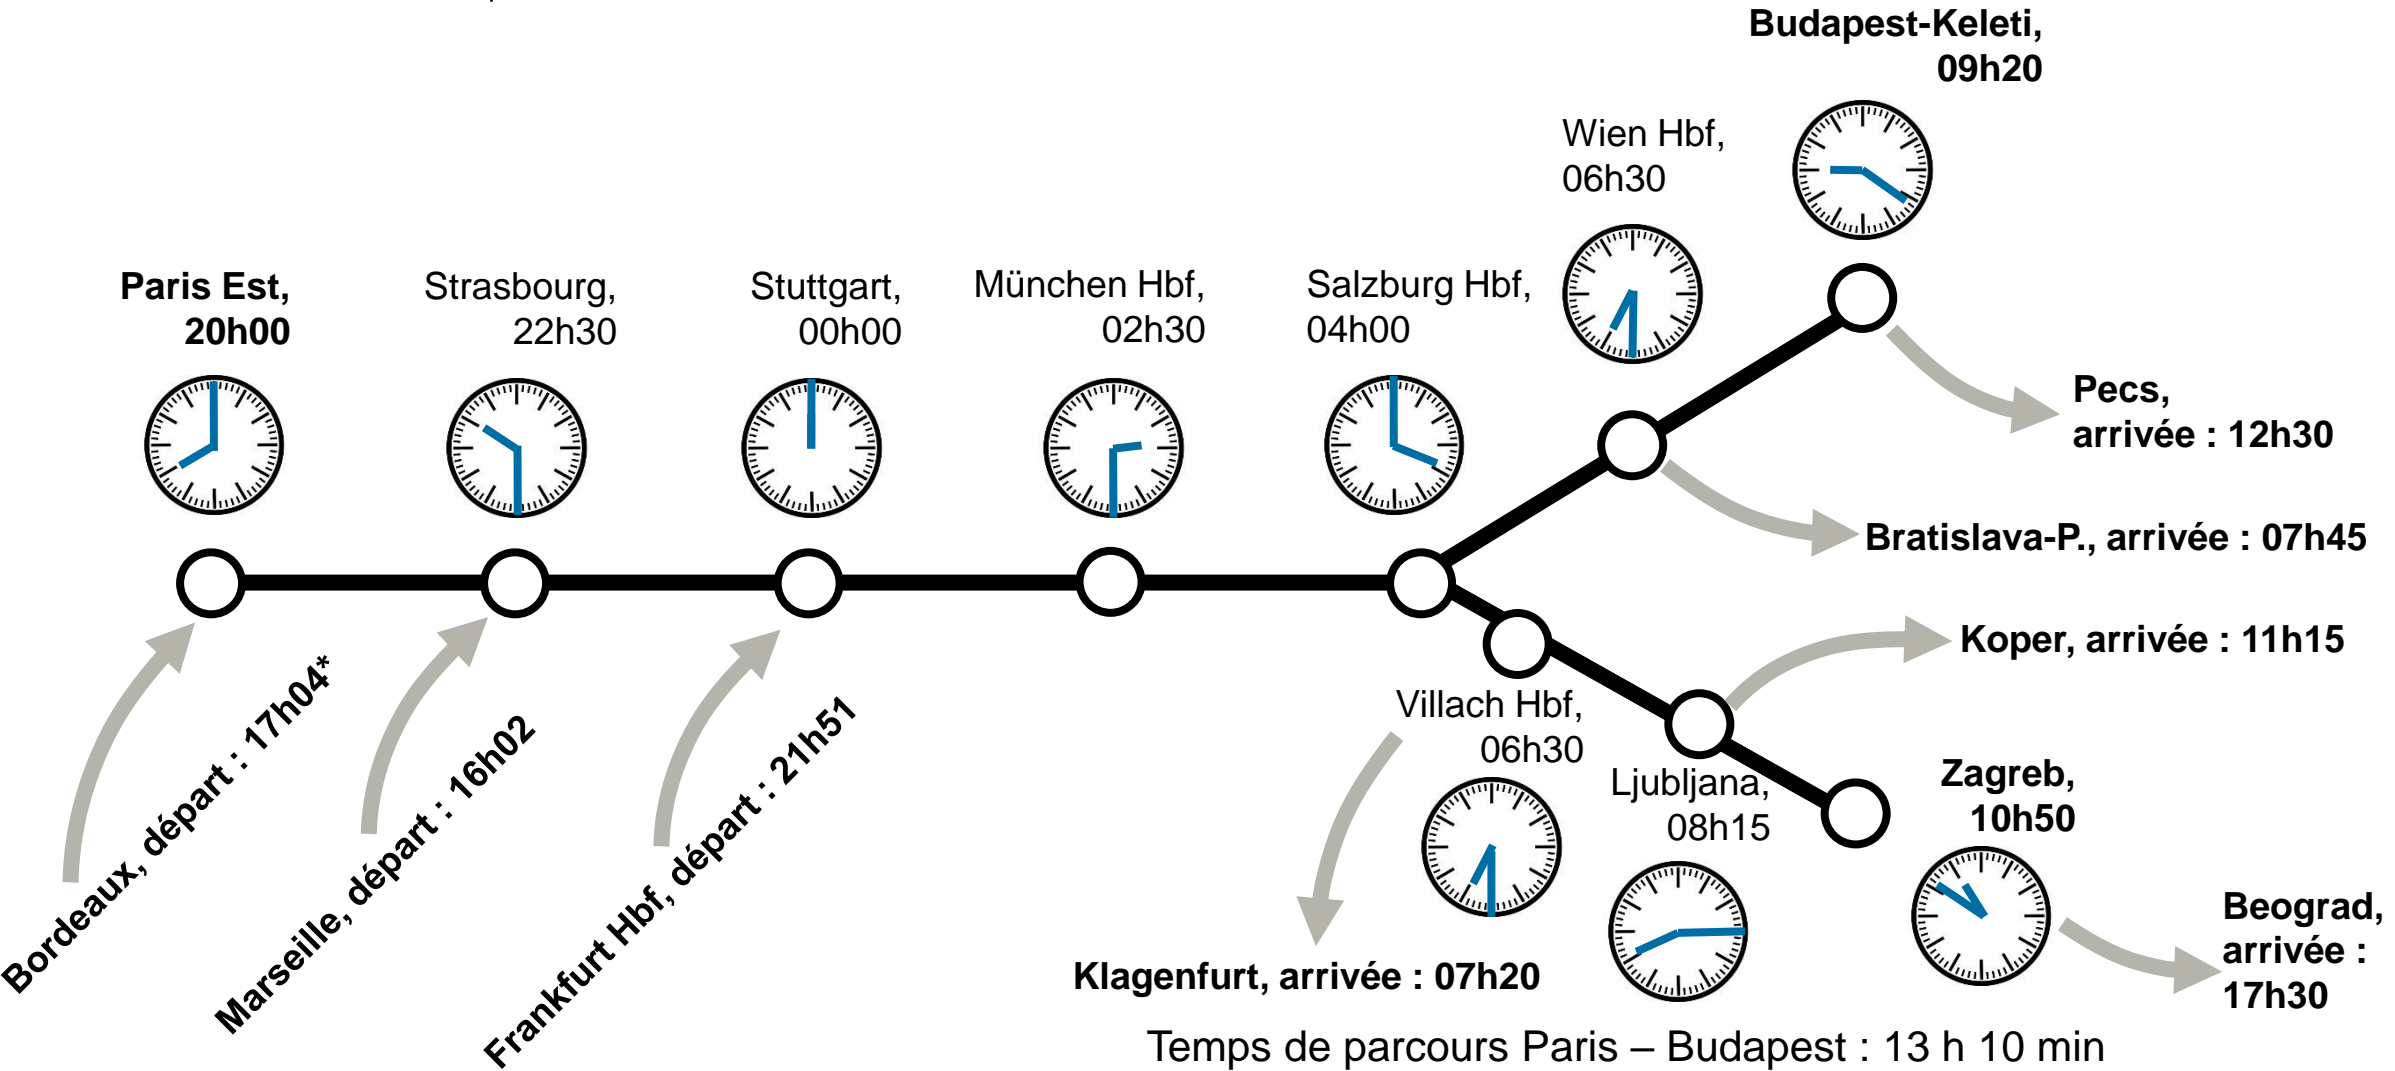 Budapest-Keleti,
09h20
Wien Hbf,
06h30
Paris Est,
20h00
Strasbourg,
22h30
Stuttgart,
00h00
München Hbf,
02h30
Salzburg Hbf,
04h00
Pecs,
arrivée : 12h30
Bratislava-P., arrivée : 07h45
Koper, arrivée : 11h15
Bordeaux, départ : 17h04*
Marseille, départ : 16h02
Frankfurt Hbf, départ : 21h51
Villach Hbf,
06h30
Ljubljana,
08h15
Zagreb,
10h50
Beograd,
arrivée :
17h30
Klagenfurt, arrivée : 07h20
Temps de parcours Paris – Budapest : 13 h 10 min